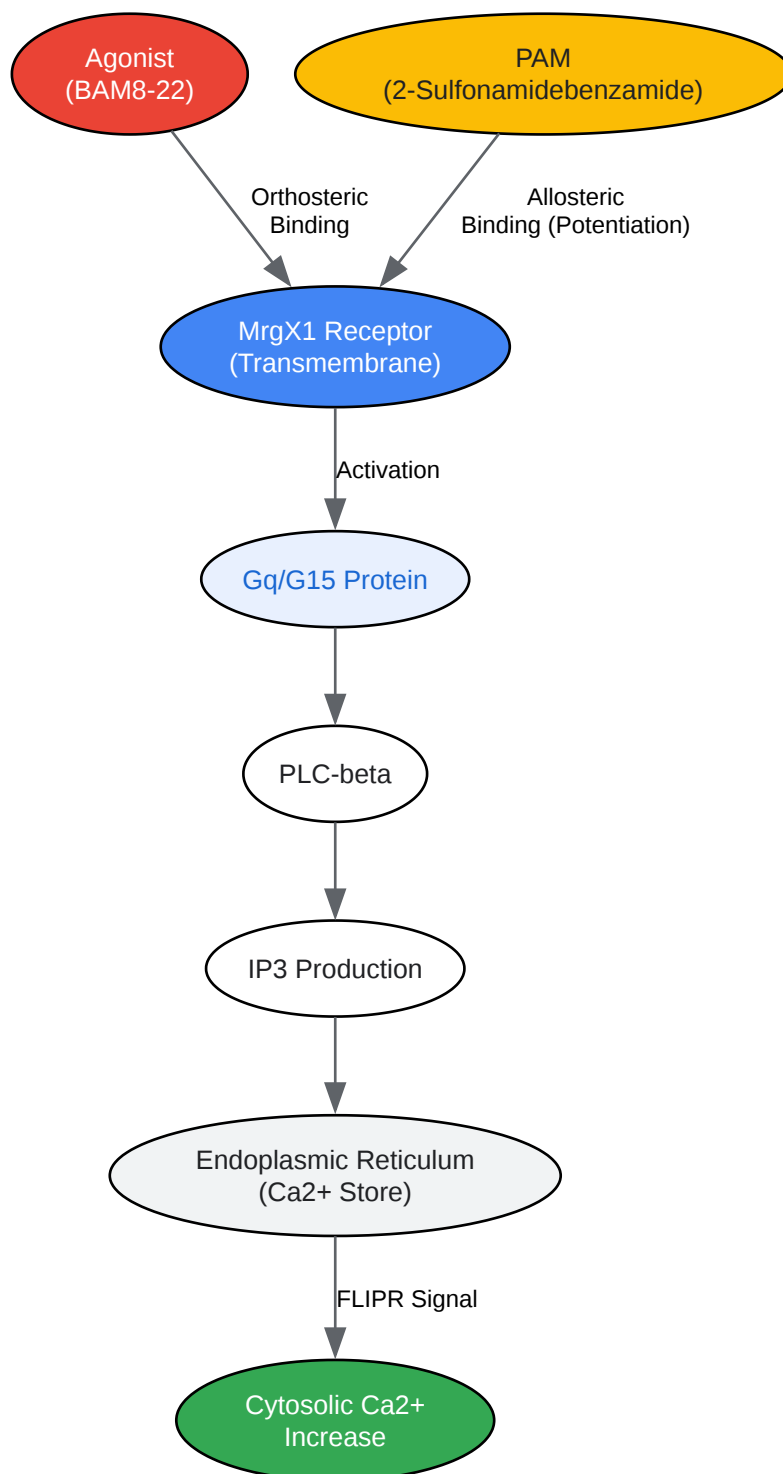 Agonist
(BAM8-22)
PAM
(2-Sulfonamidebenzamide)
Orthosteric
Binding
Allosteric
Binding (Potentiation)
MrgX1 Receptor
(Transmembrane)
Activation
Gq/G15 Protein
PLC-beta
IP3 Production
Endoplasmic Reticulum
(Ca2+ Store)
FLIPR Signal
Cytosolic Ca2+
Increase